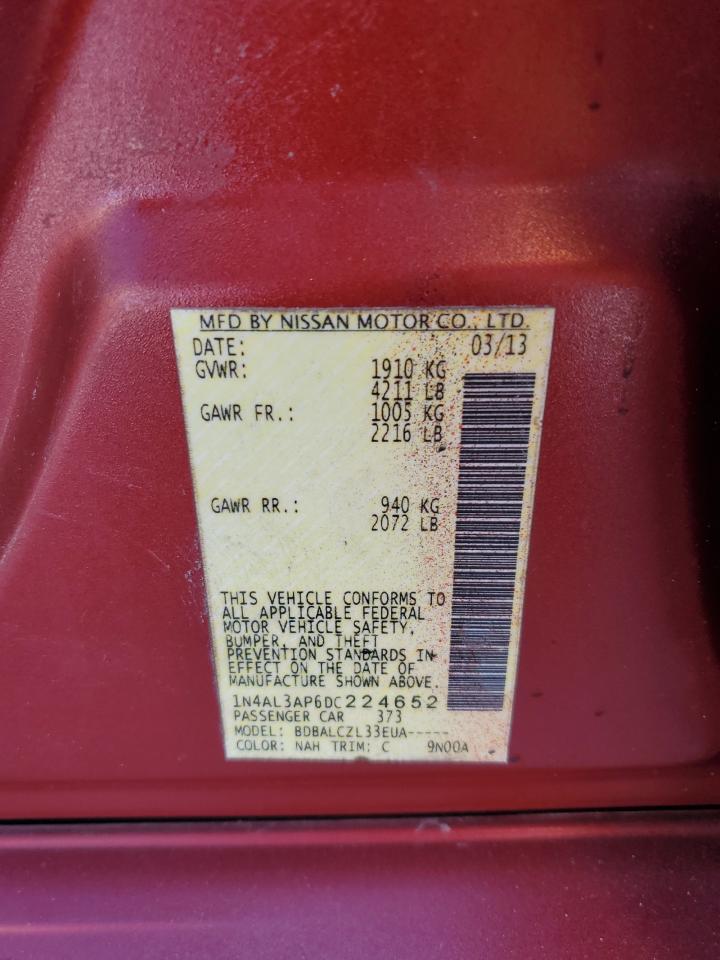 MFD BY NISSAN MOTOR CO., LTD.
DATE: 03/13
GVWR: 1910 KG
4211 LB
GAWR FR.: 1005 KG
2216 LB
GAWR RR.: 940 KG
2072 LB
THIS VEHICLE CONFORMS TO
ALL APPLICABLE FEDERAL
MOTOR VEHICLE SAFETY,
BUMPER, AND THEFT
PREVENTION STANDARDS IN
EFFECT ON THE DATE OF
MANUFACTURE SHOWN ABOVE
1N4AL3AP6DC224652
PASSENGER CAR 373
MODEL: BDBALCZL33EUA-----
COLOR: NAH TRIM: C 9N00A